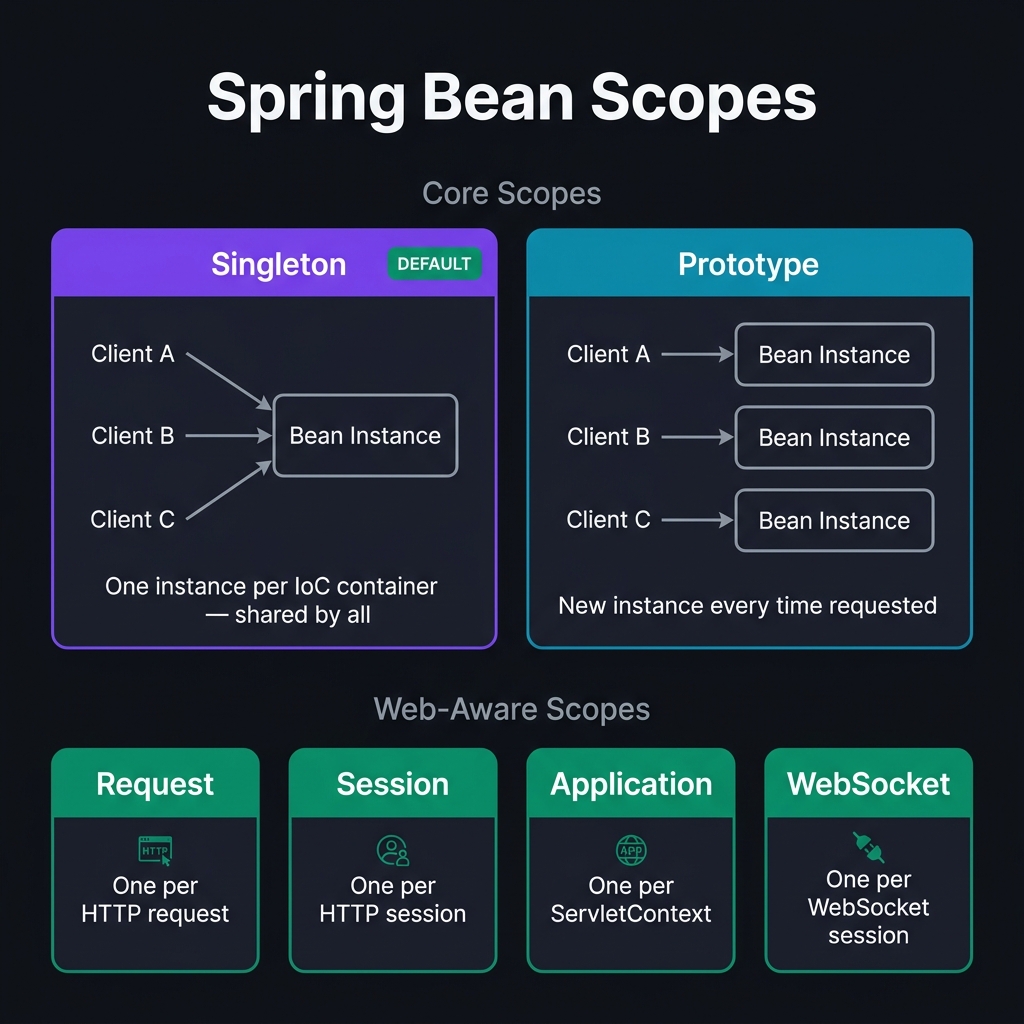 Spring Bean Scopes
Core Scopes
Singleton
DEFAULT
Client A
Client B
Client C
Bean Instance
One instance per IoC container
— shared by all
Prototype
Client A
Bean Instance
Client B
Bean Instance
Client C
Bean Instance
New instance every time requested
Web-Aware Scopes
Request
HTTP
One per
HTTP request
Session
One per
HTTP session
Application
APP
One per
ServletContext
WebSocket
One per
WebSocket
session